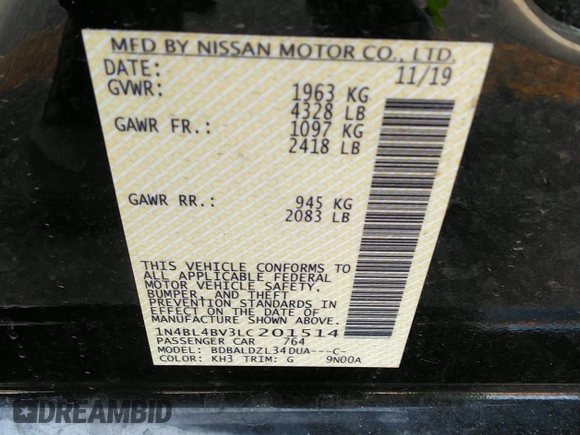 MFD BY NISSAN MOTOR CO., LTD.
DATE: 11/19
GVWR: 1963 KG
4328 LB
GAWR FR.: 1097 KG
2418 LB
GAWR RR.: 945 KG
2083 LB
THIS VEHICLE CONFORMS TO
ALL APPLICABLE FEDERAL
MOTOR VEHICLE SAFETY,
BUMPER, AND THEFT
PREVENTION STANDARDS IN
EFFECT ON THE DATE OF
MANUFACTURE SHOWN ABOVE.
1N4BL4BV3LC201514
PASSENGER CAR 764
MODEL: BDBALDZL34DUA---C-
COLOR: KH3 TRIM: G 9N00A
DREAMBID